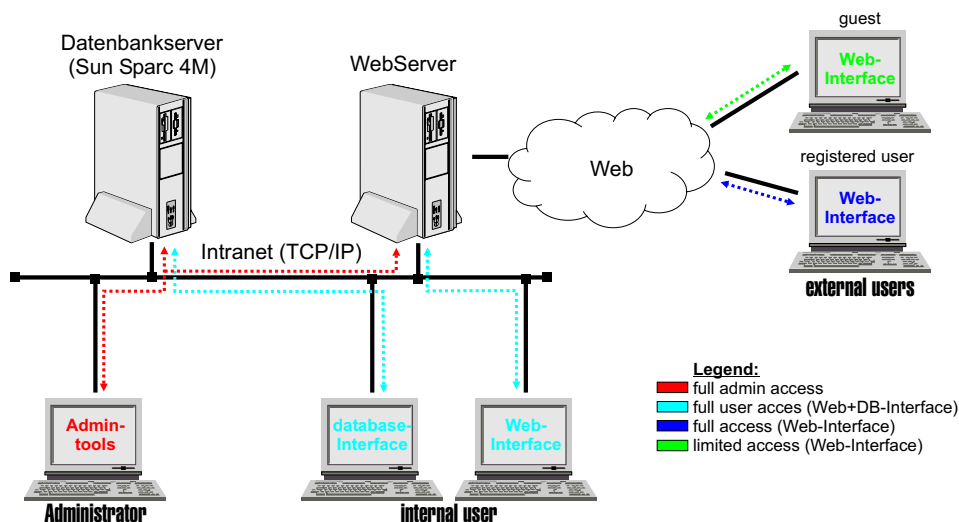 Datenbankserver
(Sun Sparc 4M)
WebServer
guest
Web-
Interface
Web
registered user
Web-
Interface
external users
Intranet (TCP/IP)
Admin-
tools
Administrator
database-
Interface
Web-
Interface
internal user
Legend:
full admin access
full user acces (Web+DB-Interface)
full access (Web-Interface)
limited access (Web-Interface)